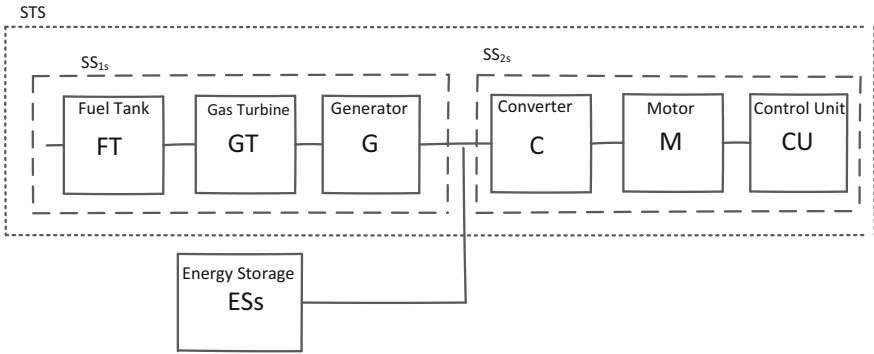 STS
SS1s
SS2s
Fuel Tank
FT
Gas Turbine
GT
Generator
G
Converter
C
Motor
M
Control Unit
CU
Energy Storage
ESs